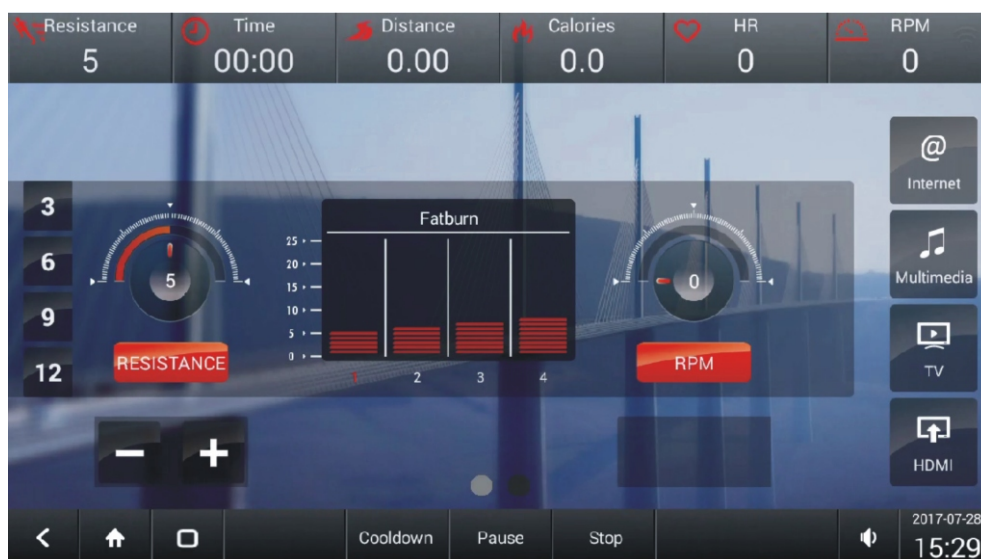 Resistance
5
Time
00:00
Distance
0.00
Calories
0.0
HR
0
RPM
0
@
Internet
Multimedia
TV
HDMI
3
6
9
12
5
RESISTANCE
Fatburn
25
20
15
10
5
0
1 2 3 4
0
RPM
− +
Cooldown Pause Stop
2017-07-28
15:29